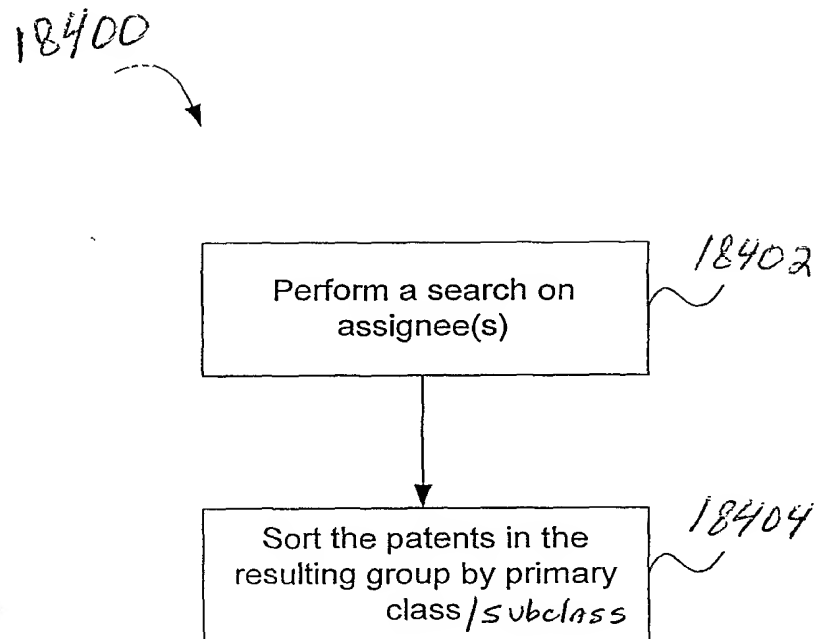 18400
18402
Perform a search on
assignee(s)
18404
Sort the patents in the
resulting group by primary
class/subclass